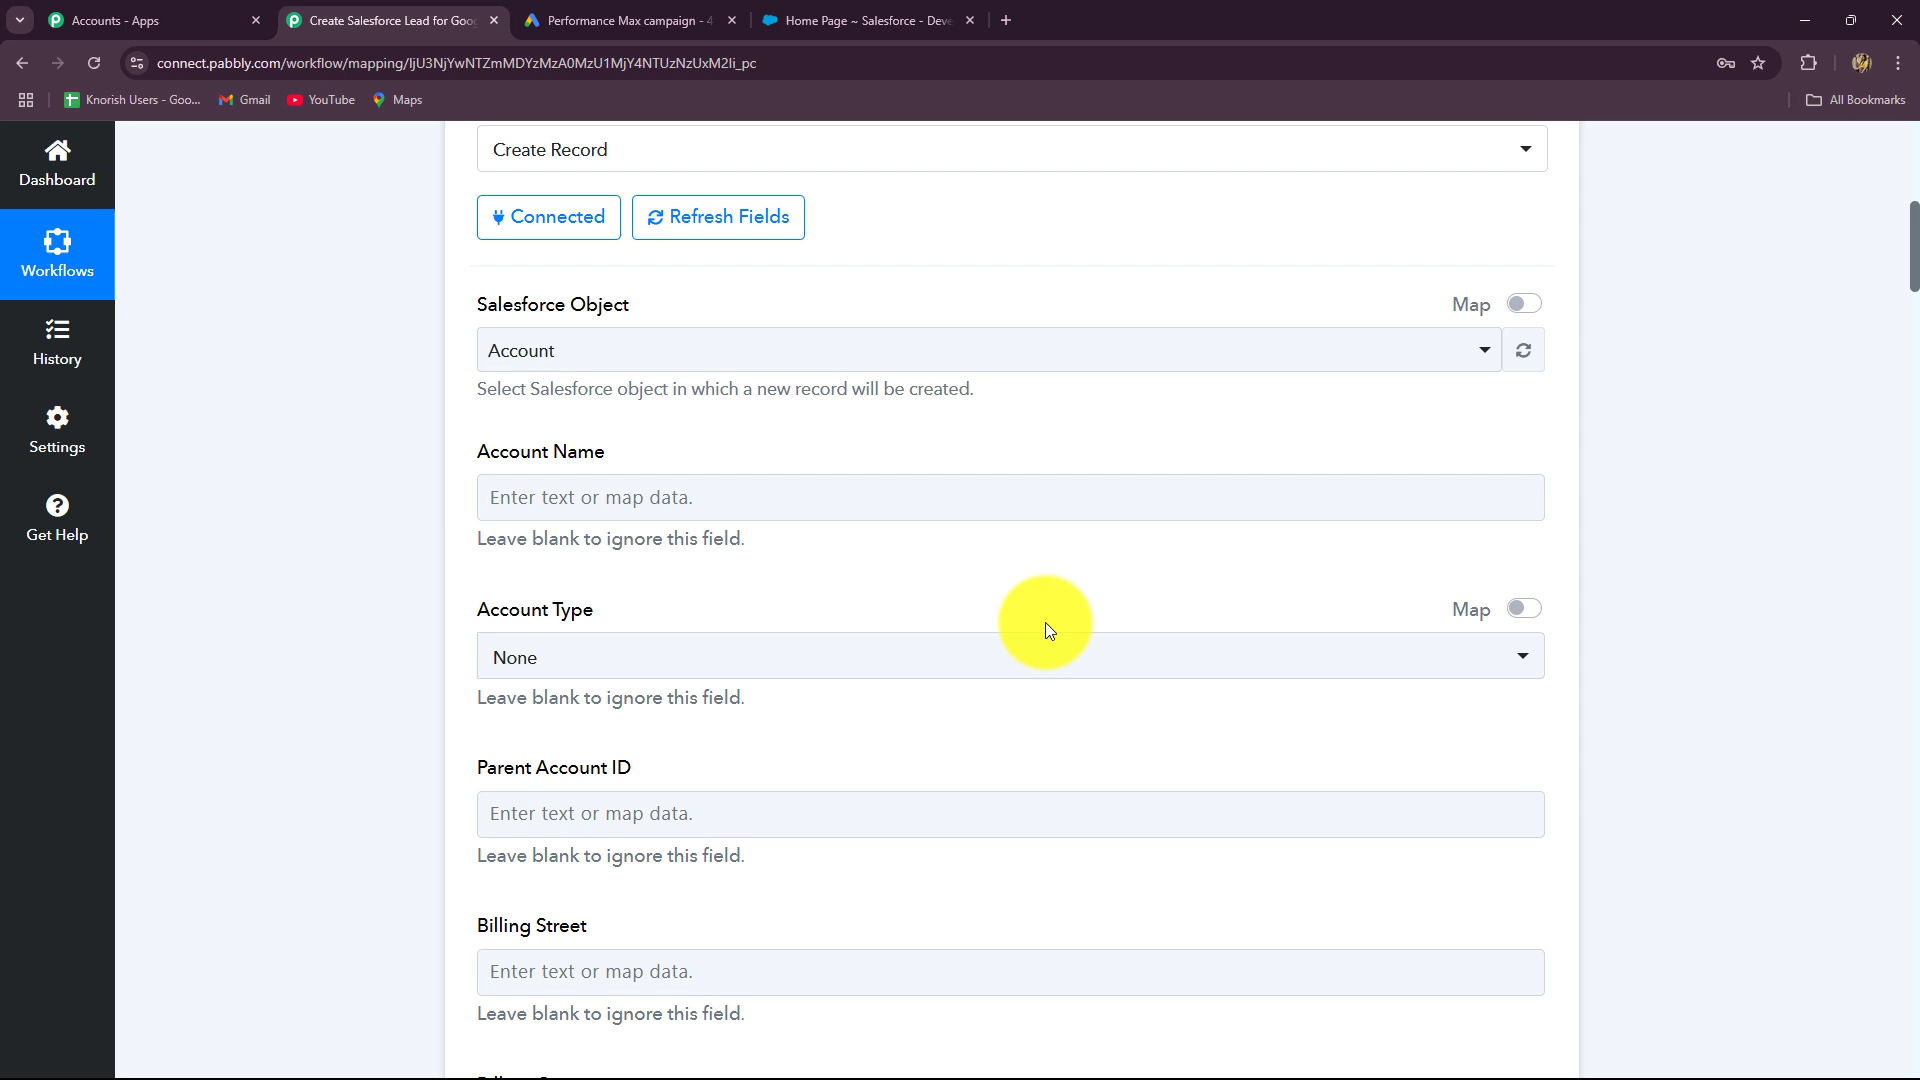 Accounts - Apps
Create Salesforce Lead for Goo
Performance Max campaign - 4
Home Page ~ Salesforce - Deve
connect.pabbly.com/workflow/mapping/IjU3NjYwNTZmMDYzMzA0MzU1MjY4NTUzNzUxM2Ii_pc
Knorish Users - Goo...
Gmail
YouTube
Maps
All Bookmarks
Dashboard
Workflows
History
Settings
Get Help
Create Record
Connected
Refresh Fields
Salesforce Object
Map
Account
Select Salesforce object in which a new record will be created.
Account Name
Enter text or map data.
Leave blank to ignore this field.
Account Type
Map
None
Leave blank to ignore this field.
Parent Account ID
Enter text or map data.
Leave blank to ignore this field.
Billing Street
Enter text or map data.
Leave blank to ignore this field.